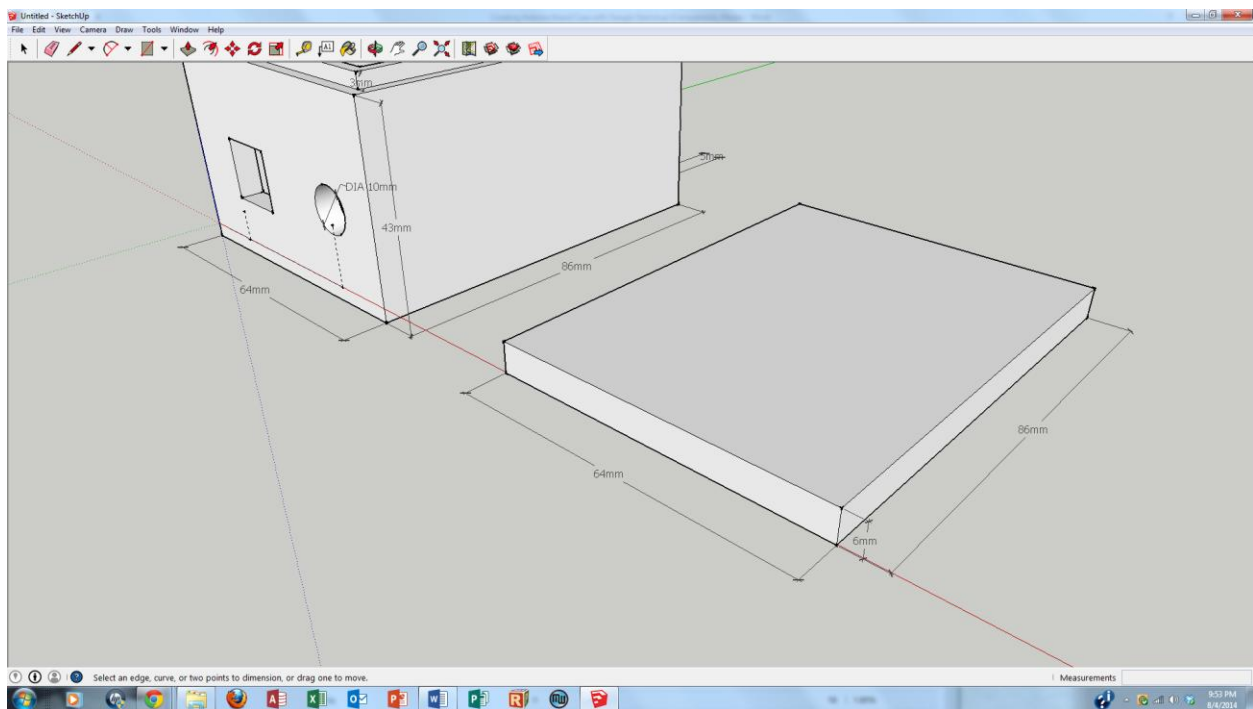 Untitled - SketchUp
File Edit View Camera Draw Tools Window Help
A1
3mm
5mm
DIA 10mm
43mm
86mm
64mm
86mm
64mm
6mm
Select an edge, curve, or two points to dimension, or drag one to move.
Measurements
9:53 PM
8/4/2014